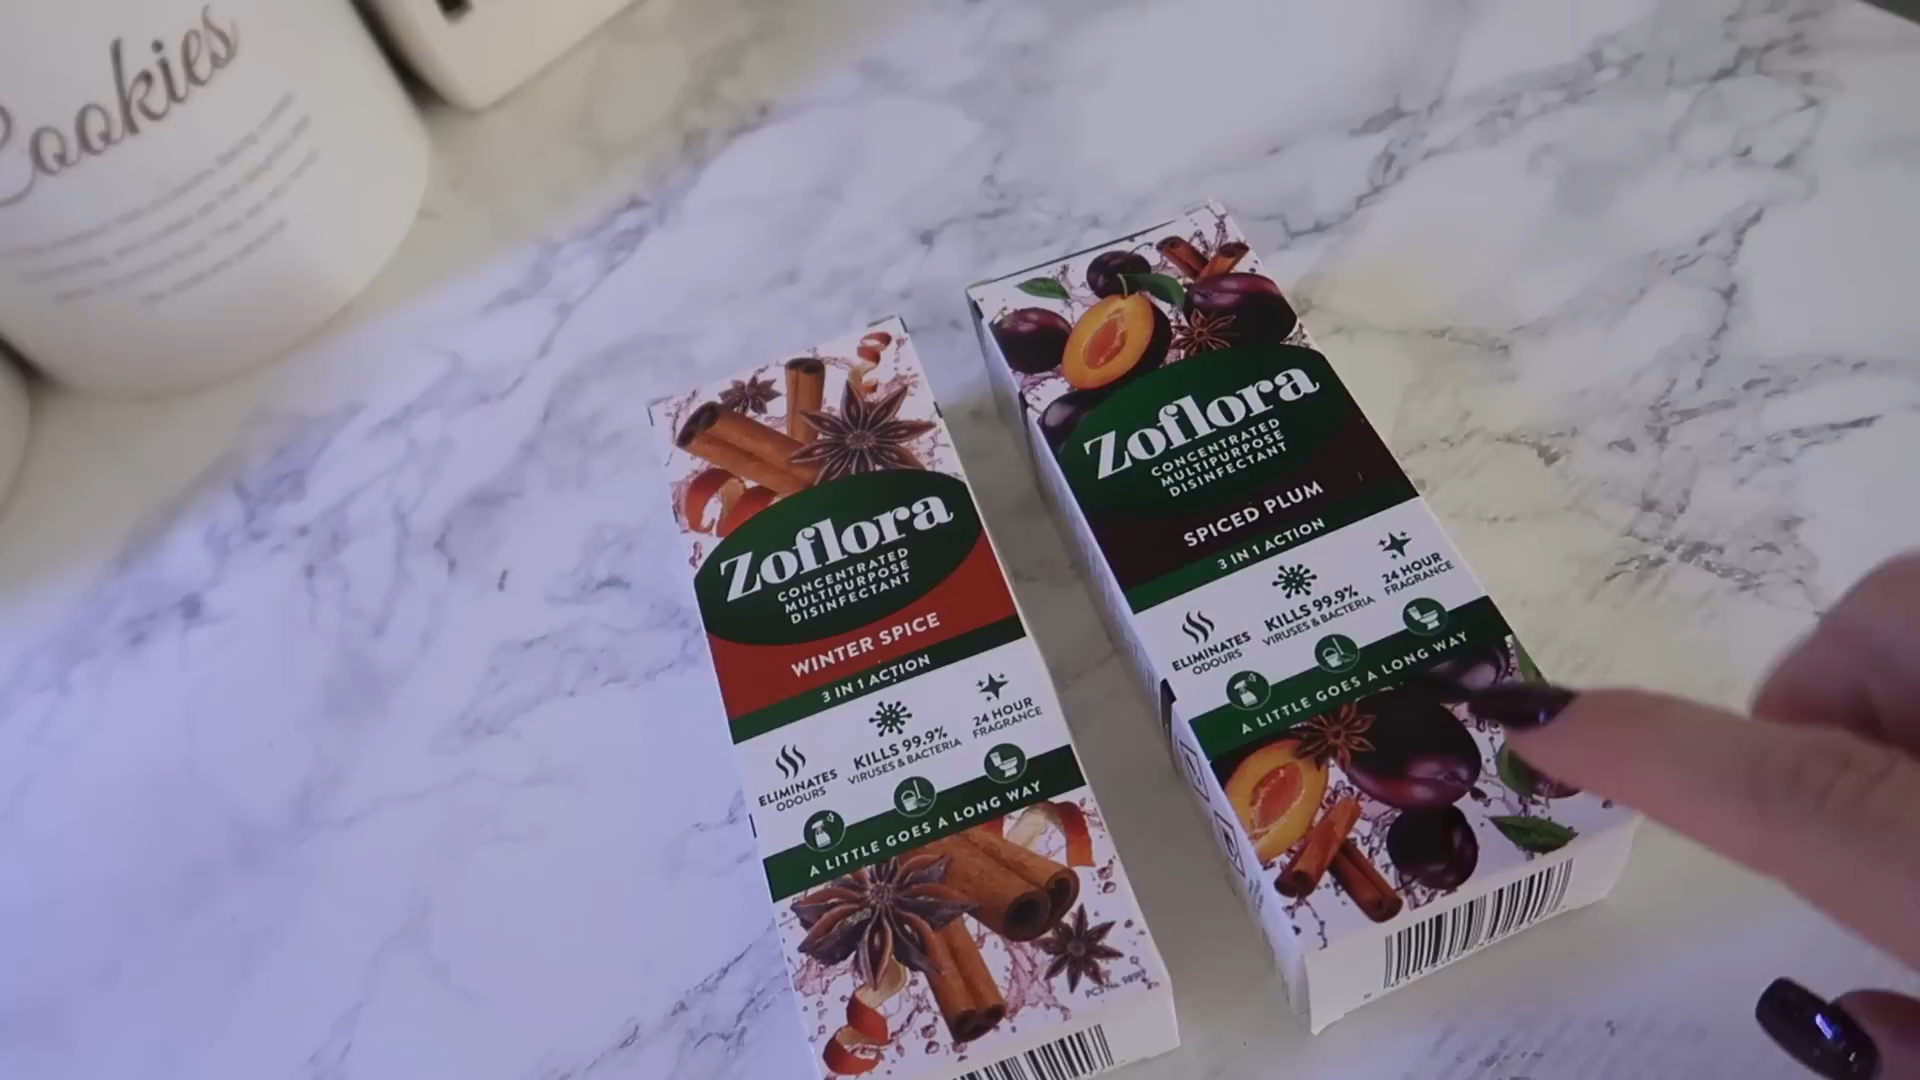 Cookies
Zoflora
CONCENTRATED
MULTIPURPOSE
DISINFECTANT
WINTER SPICE
3 IN 1 ACTION
ELIMINATES
ODOURS
KILLS 99.9%
VIRUSES & BACTERIA
24 HOUR
FRAGRANCE
A LITTLE GOES A LONG WAY
Zoflora
CONCENTRATED
MULTIPURPOSE
DISINFECTANT
SPICED PLUM
3 IN 1 ACTION
ELIMINATES
ODOURS
KILLS 99.9%
VIRUSES & BACTERIA
24 HOUR
FRAGRANCE
A LITTLE GOES A LONG WAY